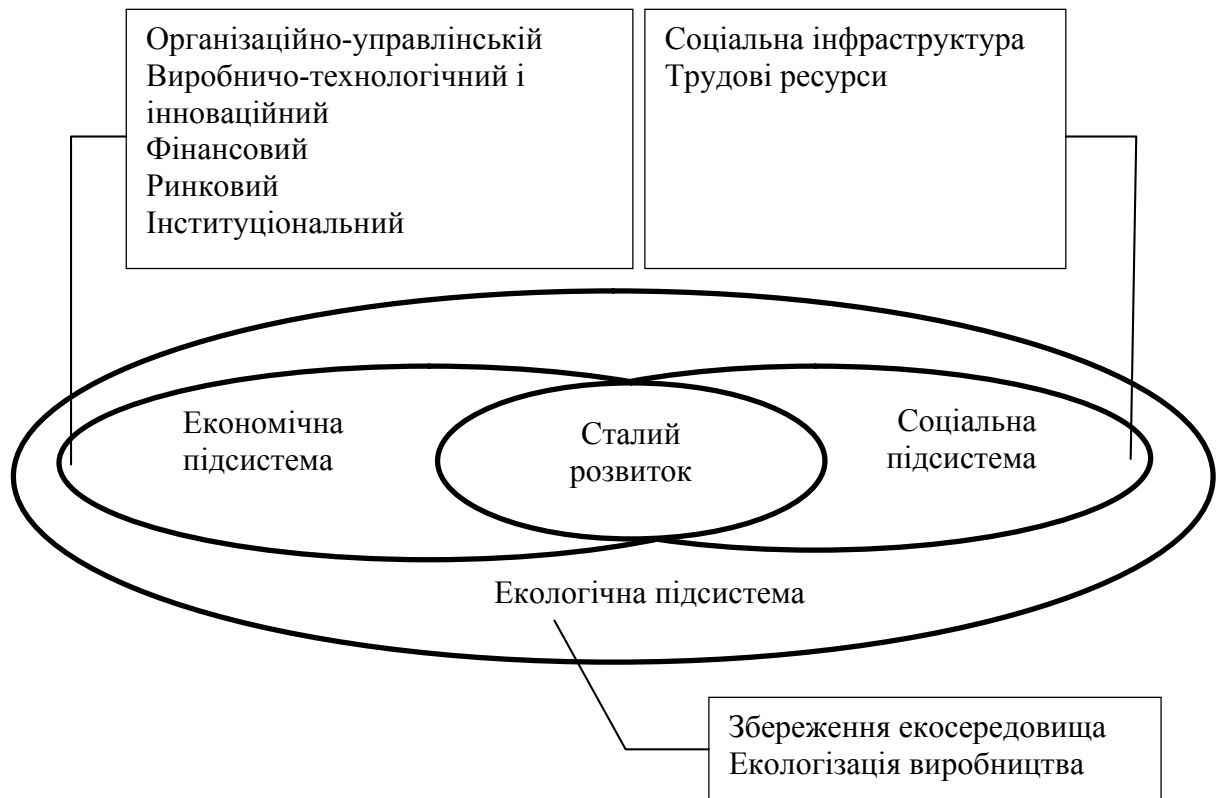 Організаційно-управлінській
Виробничо-технологічний і
інноваційний
Фінансовий
Ринковий
Інституціональний
Соціальна інфраструктура
Трудові ресурси
Економічна
підсистема
Сталий
розвиток
Соціальна
підсистема
Екологічна підсистема
Збереження екосередовища
Екологізація виробництва